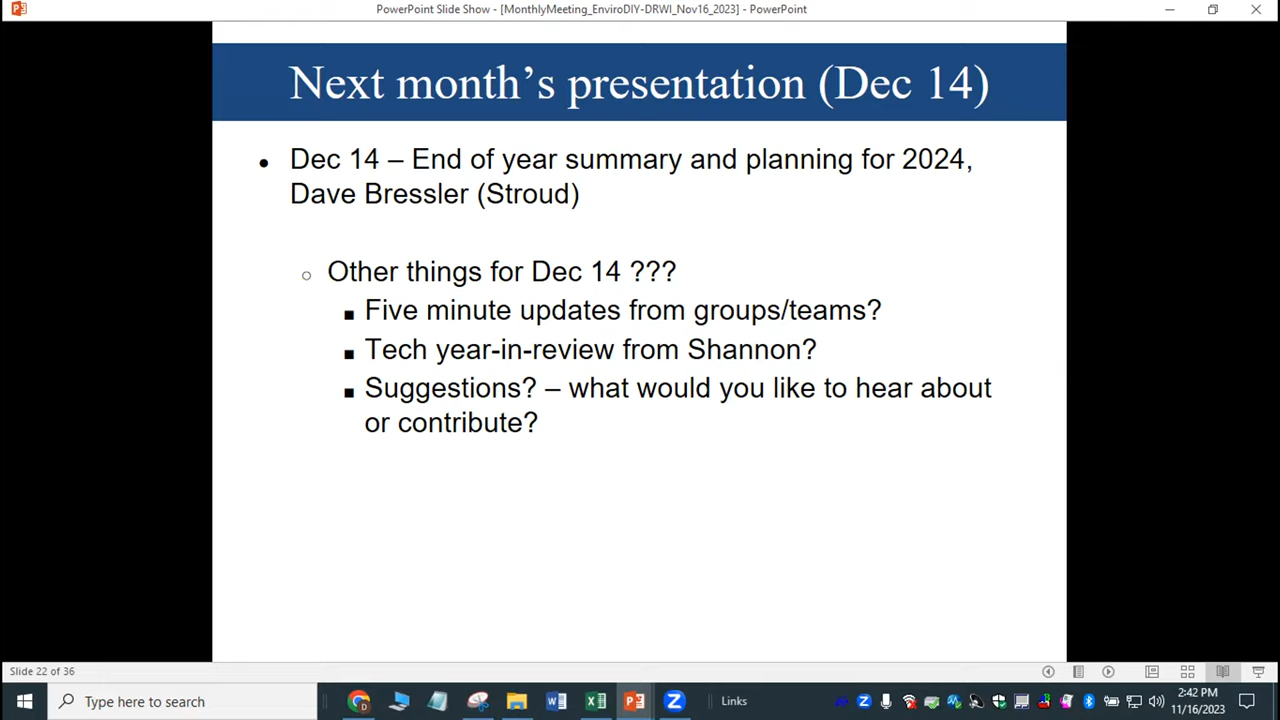 PowerPoint Slide Show - [MonthlyMeeting_EnviroDIY-DRWI_Nov16_2023] - PowerPoint
Next month's presentation (Dec 14)
• Dec 14 – End of year summary and planning for 2024,
Dave Bressler (Stroud)
○ Other things for Dec 14 ???
■ Five minute updates from groups/teams?
■ Tech year-in-review from Shannon?
■ Suggestions? – what would you like to hear about
or contribute?
Slide 22 of 36
Type here to search
Links
2:42 PM
11/16/2023